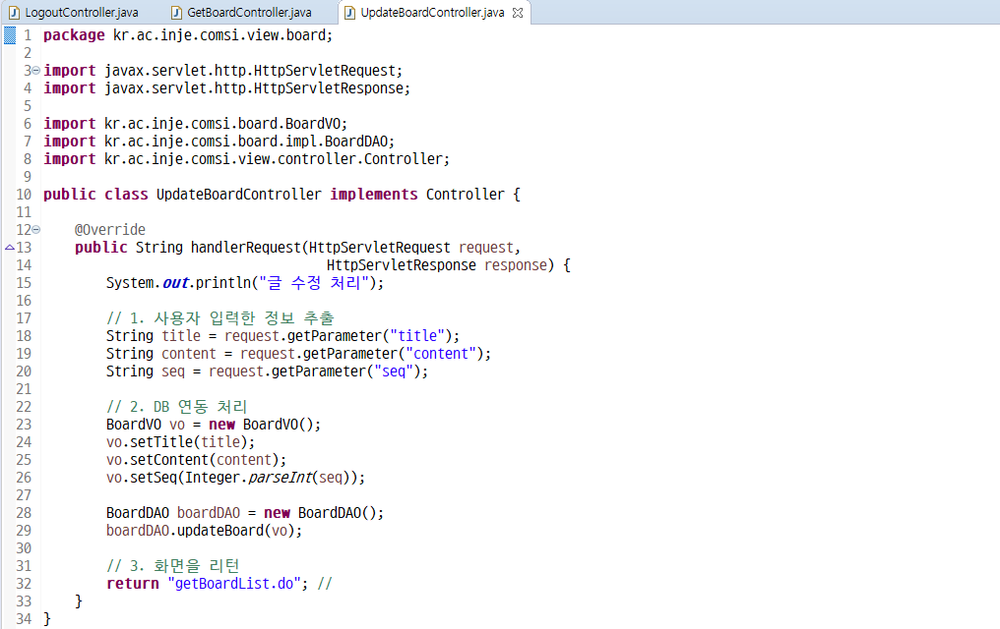 LogoutController.java GetBoardController.java UpdateBoardController.java
1 package kr.ac.inje.comsi.view.board;
2
3 import javax.servlet.http.HttpServletRequest;
4 import javax.servlet.http.HttpServletResponse;
5
6 import kr.ac.inje.comsi.board.BoardVO;
7 import kr.ac.inje.comsi.board.impl.BoardDAO;
8 import kr.ac.inje.comsi.view.controller.Controller;
9
10 public class UpdateBoardController implements Controller {
11
12     @Override
13     public String handlerRequest(HttpServletRequest request,
14                                     HttpServletResponse response) {
15         System.out.println("글 수정 처리");
16
17         // 1. 사용자 입력한 정보 추출
18         String title = request.getParameter("title");
19         String content = request.getParameter("content");
20         String seq = request.getParameter("seq");
21
22         // 2. DB 연동 처리
23         BoardVO vo = new BoardVO();
24         vo.setTitle(title);
25         vo.setContent(content);
26         vo.setSeq(Integer.parseInt(seq));
27
28         BoardDAO boardDAO = new BoardDAO();
29         boardDAO.updateBoard(vo);
30
31         // 3. 화면을 리턴
32         return "getBoardList.do"; //
33     }
34 }